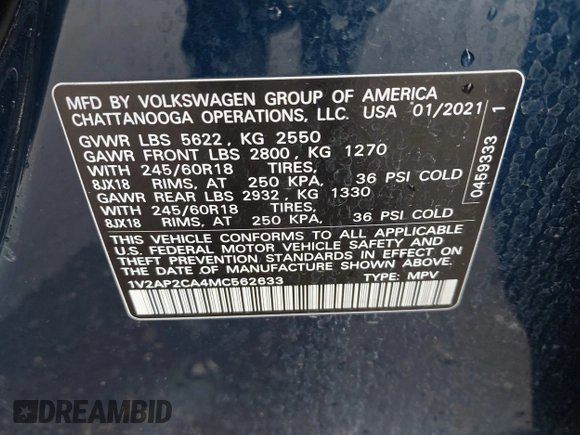 MFD BY VOLKSWAGEN GROUP OF AMERICA
CHATTANOOGA OPERATIONS, LLC. USA 01/2021
GVWR LBS 5622, KG 2550
GAWR FRONT LBS 2800, KG 1270
WITH 245/60R18 TIRES,
8JX18 RIMS, AT 250 KPA, 36 PSI COLD
GAWR REAR LBS 2932, KG 1330
WITH 245/60R18 TIRES,
8JX18 RIMS, AT 250 KPA, 36 PSI COLD
THIS VEHICLE CONFORMS TO ALL APPLICABLE
U.S. FEDERAL MOTOR VEHICLE SAFETY AND
THEFT PREVENTION STANDARDS IN EFFECT ON
THE DATE OF MANUFACTURE SHOWN ABOVE
1V2AP2CA4MC562633 TYPE: MPV
0469333 1
DREAMBID